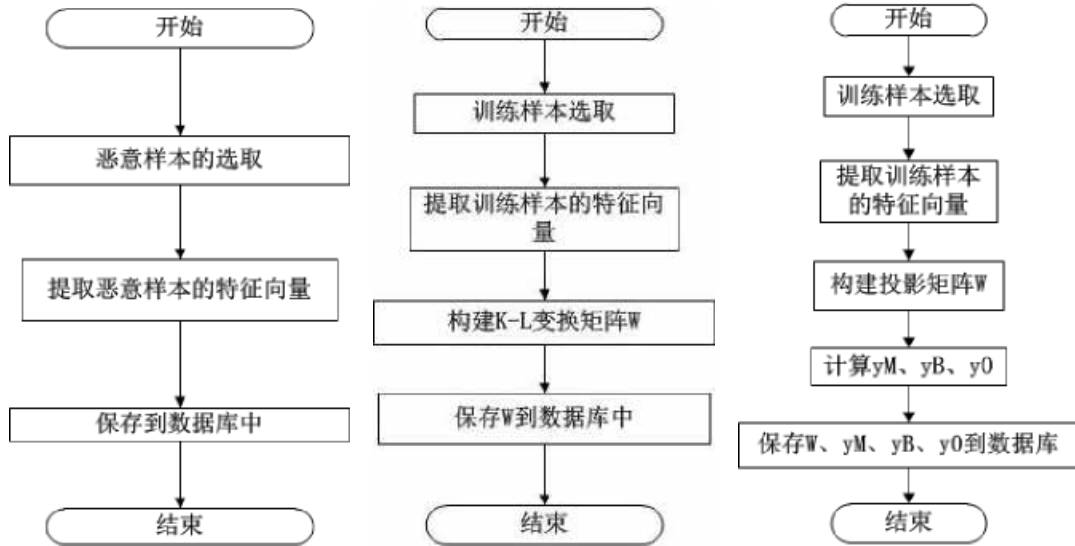 开始
恶意样本的选取
提取恶意样本的特征向量
保存到数据库中
结束
开始
训练样本选取
提取训练样本的特征向
量
构建K-L变换矩阵W
保存W到数据库中
结束
开始
训练样本选取
提取训练样本
的特征向量
构建投影矩阵W
计算yM、yB、y0
保存W、yM、yB、y0到数据库
结束